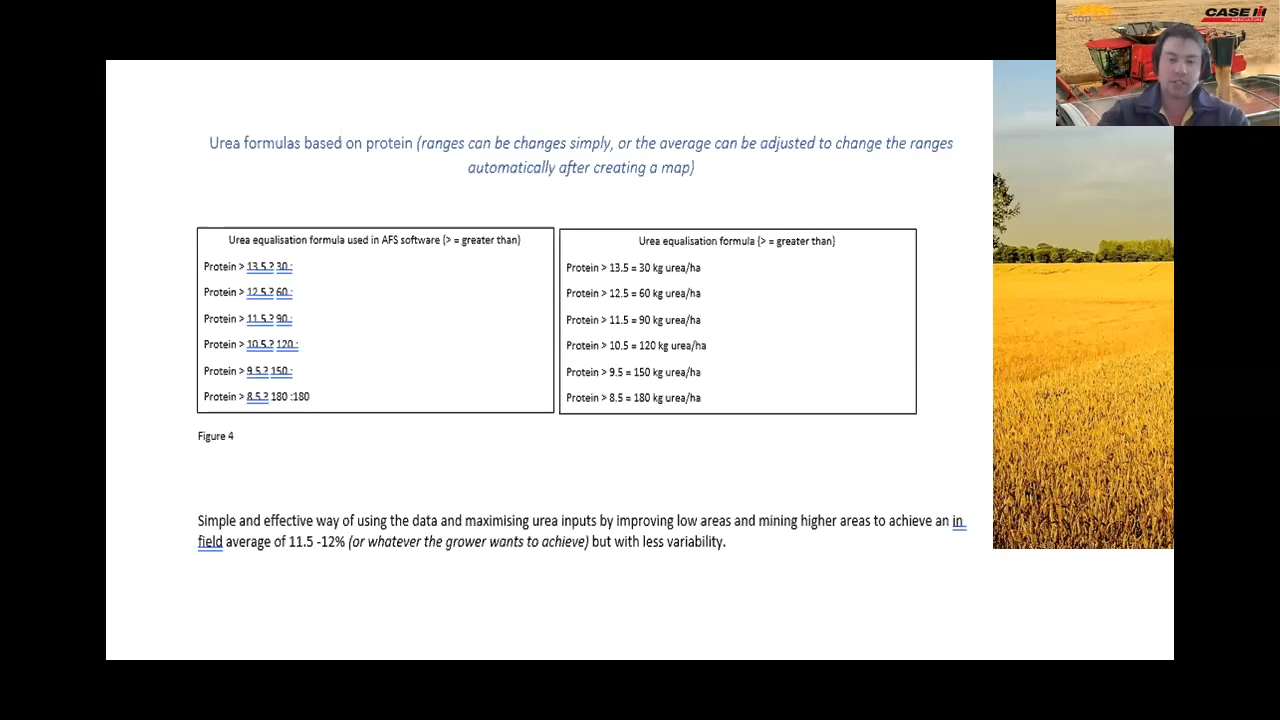 Crop
CASE IH
AGRICULTURE
Urea formulas based on protein (ranges can be changes simply, or the average can be adjusted to change the ranges
automatically after creating a map)
Urea equalisation formula used in AFS software (> = greater than)
Protein > 13.5 ? 30 :
Protein > 12.5 ? 60 :
Protein > 11.5 ? 90 :
Protein > 10.5 ? 120 :
Protein > 9.5 ? 150 :
Protein > 8.5 ? 180 :180
Urea equalisation formula (> = greater than)
Protein > 13.5 = 30 kg urea/ha
Protein > 12.5 = 60 kg urea/ha
Protein > 11.5 = 90 kg urea/ha
Protein > 10.5 = 120 kg urea/ha
Protein > 9.5 = 150 kg urea/ha
Protein > 8.5 = 180 kg urea/ha
Figure 4
Simple and effective way of using the data and maximising urea inputs by improving low areas and mining higher areas to achieve an in
field average of 11.5 -12% (or whatever the grower wants to achieve) but with less variability.